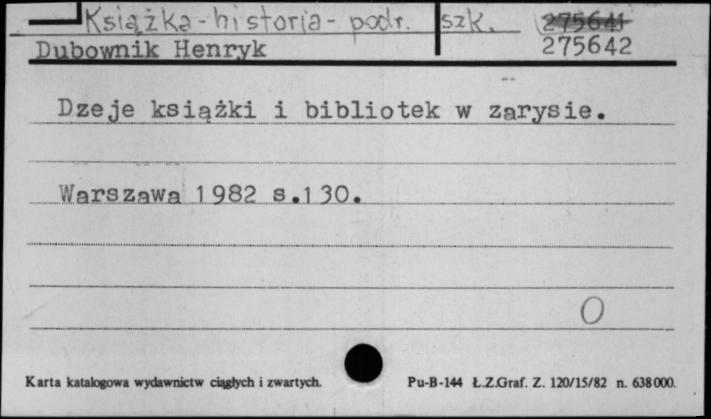 Książka - historia - podr. szk. 275641
Dubownik Henryk 275642
Dzeje książki i bibliotek w zarysie.
Warszawa 1982 s.130.
O
Karta katalogowa wydawnictw ciągłych i zwartych. Pu-B-144 Ł.Z.Graf. Z. 120/15/82 n. 638000.